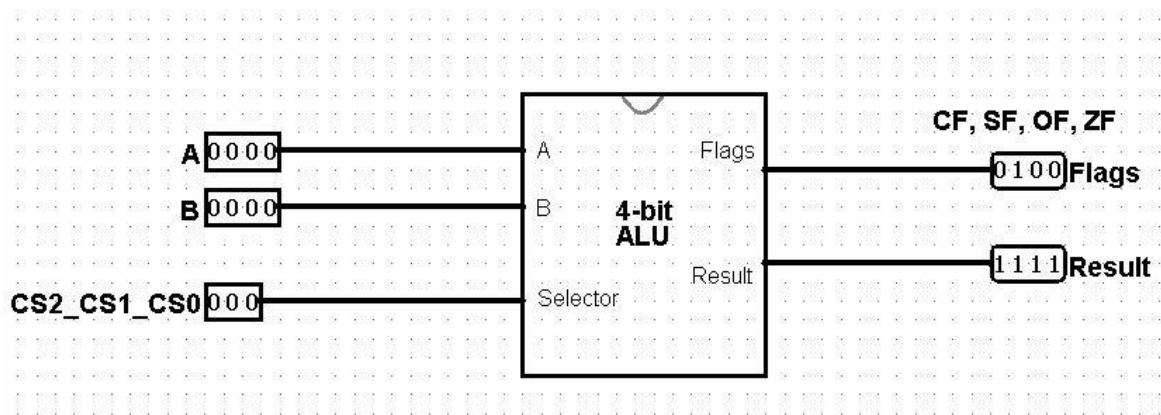 CF, SF, OF, ZF
A 0000
A
Flags
0100 Flags
B 0000
B
4-bit
ALU
1111 Result
Result
CS2_CS1_CS0 000
Selector